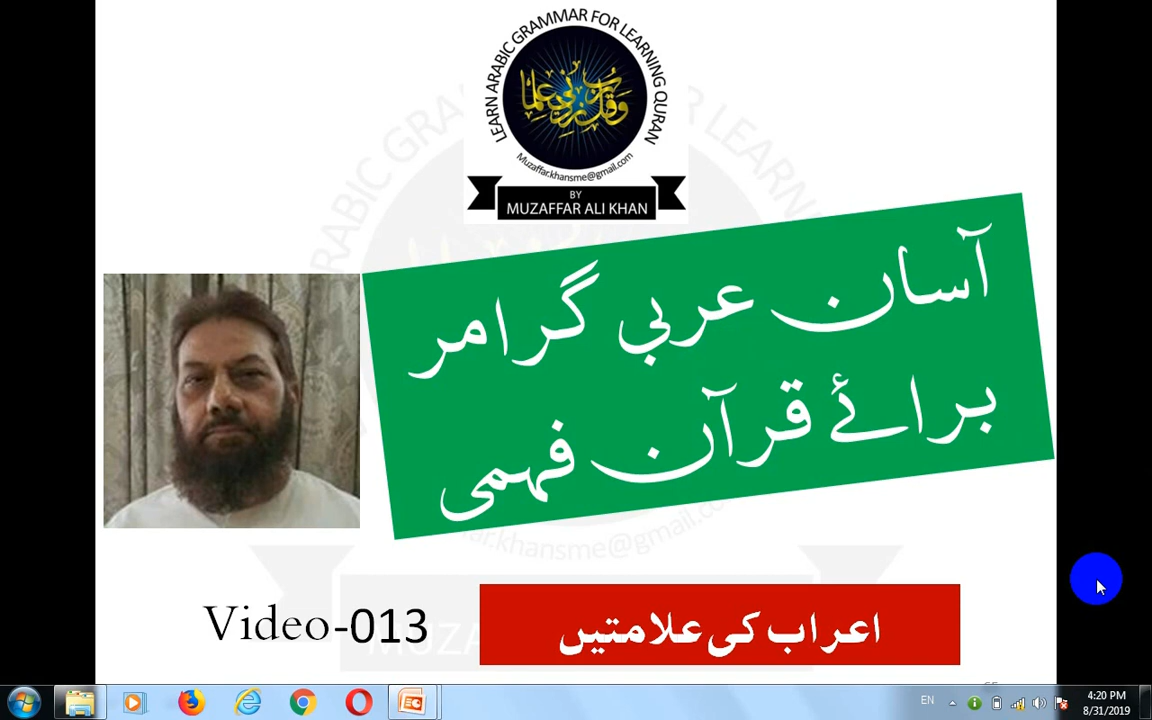 LEARN ARABIC GRAMMAR FOR LEARNING QURAN
وَقُل رَّبِّ زِدْنِي عِلْمًا
Muzaffar.khansme@gmail.com
BY
MUZAFFAR ALI KHAN
آسان عربی گرامر
برائے قرآن فہمی
Video-013
اعراب کی علامتیں
EN
4:20 PM
8/31/2019